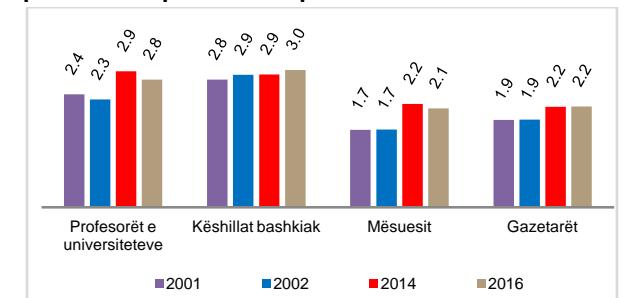 2.4 2.3 2.9 2.8 2.8 2.9 2.9 3.0 1.7 1.7 2.2 2.1 1.9 1.9 2.2 2.2
Profesorët e Këshillat bashkiak Mësuesit Gazetarët
universiteteve
2001 2002 2014 2016